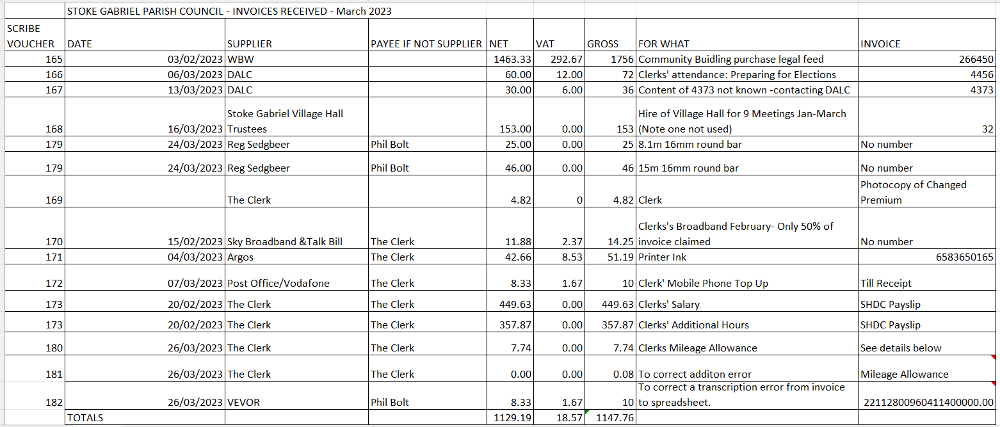 STOKE GABRIEL PARISH COUNCIL - INVOICES RECEIVED - March 2023
SCRIBE
VOUCHER DATE SUPPLIER PAYEE IF NOT SUPPLIER NET VAT GROSS FOR WHAT INVOICE
165 03/02/2023 WBW 1463.33 292.67 1756 Community Buidling purchase legal feed 266450
166 06/03/2023 DALC 60.00 12.00 72 Clerks' attendance: Preparing for Elections 4456
167 13/03/2023 DALC 30.00 6.00 36 Content of 4373 not known -contacting DALC 4373
Stoke Gabriel Village Hall Hire of Village Hall for 9 Meetings Jan-March
168 16/03/2023 Trustees 153.00 0.00 153 (Note one not used) 32
179 24/03/2023 Reg Sedgbeer Phil Bolt 25.00 0.00 25 8.1m 16mm round bar No number
179 24/03/2023 Reg Sedgbeer Phil Bolt 46.00 0.00 46 15m 16mm round bar No number
Photocopy of Changed
169 The Clerk 4.82 0 4.82 Clerk Premium
Clerks's Broadband February- Only 50% of
170 15/02/2023 Sky Broadband &Talk Bill The Clerk 11.88 2.37 14.25 invoice claimed No number
171 04/03/2023 Argos The Clerk 42.66 8.53 51.19 Printer Ink 6583650165
172 07/03/2023 Post Office/Vodafone The Clerk 8.33 1.67 10 Clerk' Mobile Phone Top Up Till Receipt
173 20/02/2023 The Clerk The Clerk 449.63 0.00 449.63 Clerks' Salary SHDC Payslip
173 20/02/2023 The Clerk The Clerk 357.87 0.00 357.87 Clerks' Additional Hours SHDC Payslip
180 26/03/2023 The Clerk The Clerk 7.74 0.00 7.74 Clerks Mileage Allowance See details below
181 26/03/2023 The Clerk The Clerk 0.00 0.00 0.08 To correct additon error Mileage Allowance
To correct a transcription error from invoice
182 26/03/2023 VEVOR Phil Bolt 8.33 1.67 10 to spreadsheet. 22112800960411400000.00
TOTALS 1129.19 18.57 1147.76